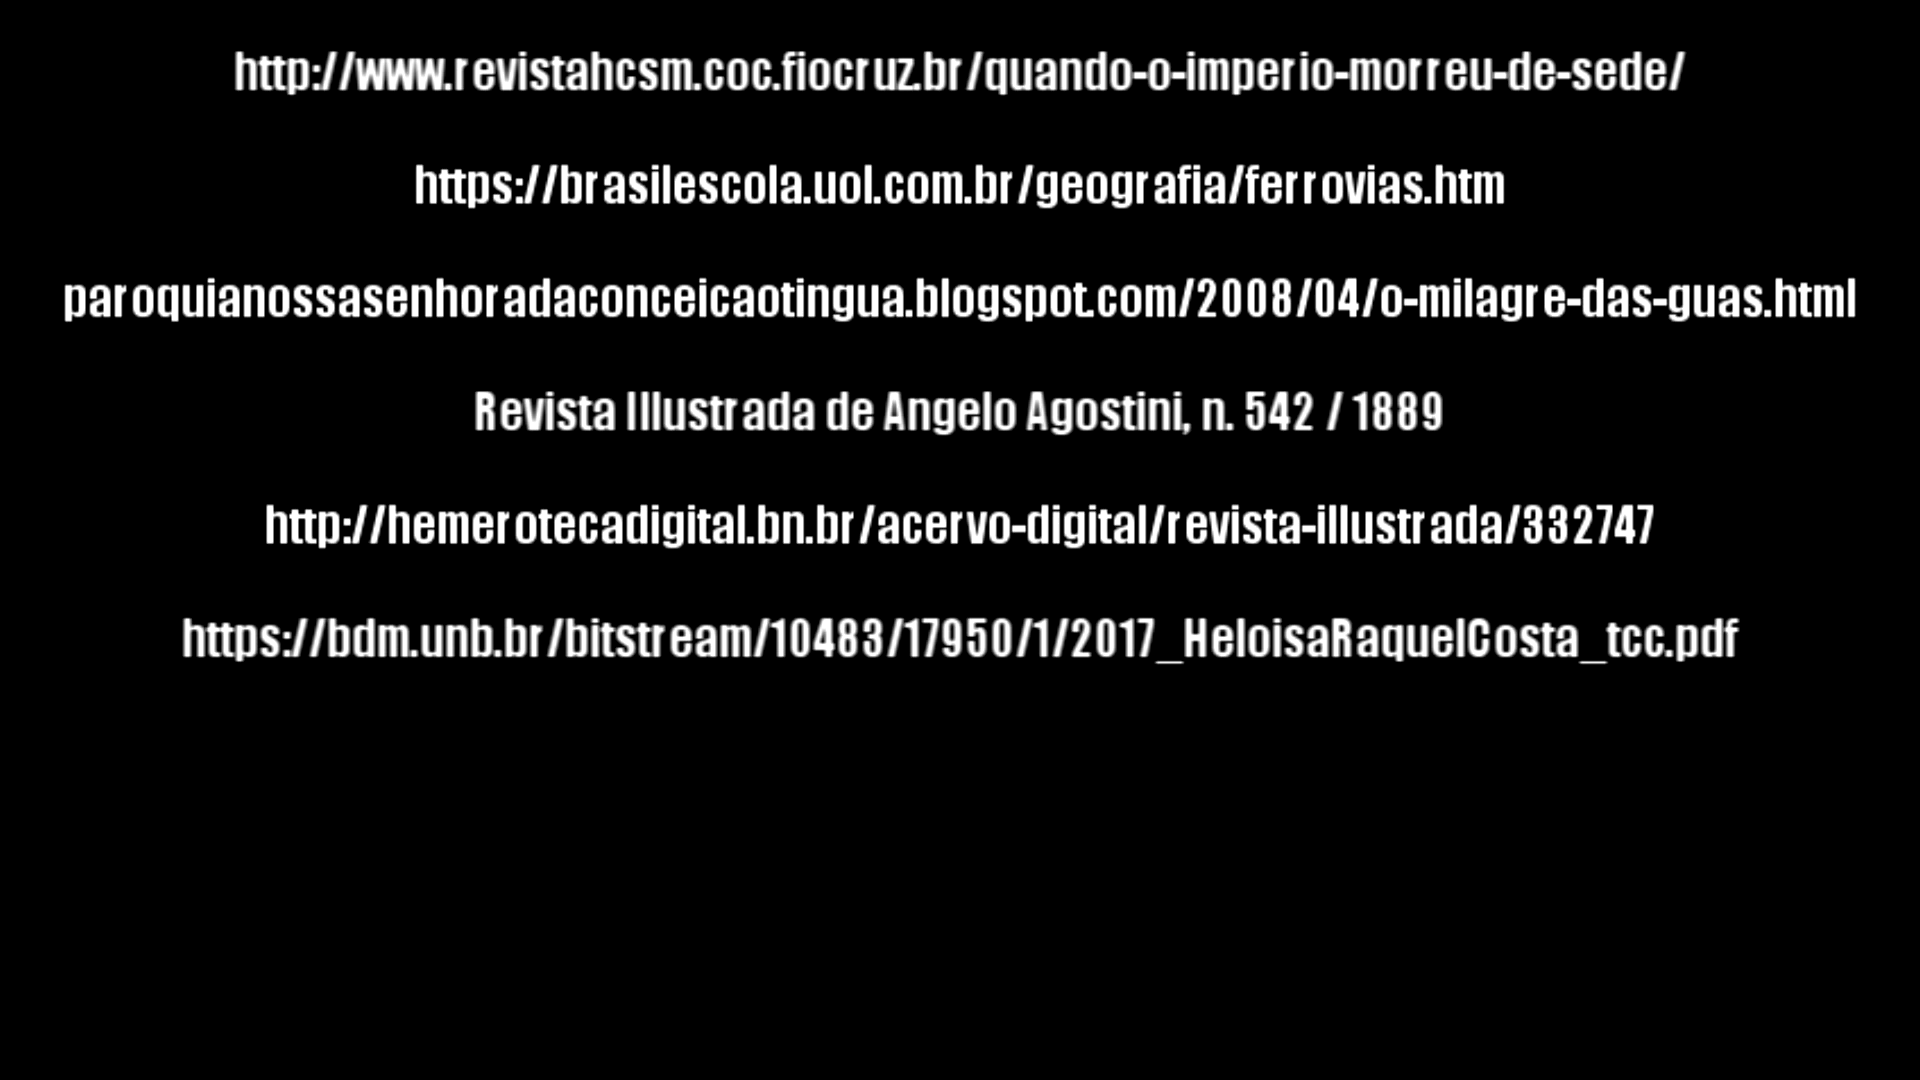 http://www.revistahcsm.coc.fiocruz.br/quando-o-imperio-morreu-de-sede/
https://brasilescola.uol.com.br/geografia/ferrovias.htm
paroquianossasenhoradaconceicaotingua.blogspot.com/2008/04/o-milagre-das-guas.html
Revista Illustrada de Angelo Agostini, n. 542 / 1889
http://hemerotecadigital.bn.br/acervo-digital/revista-illustrada/332747
https://bdm.unb.br/bitstream/10483/17950/1/2017_HeloisaRaquelCosta_tcc.pdf